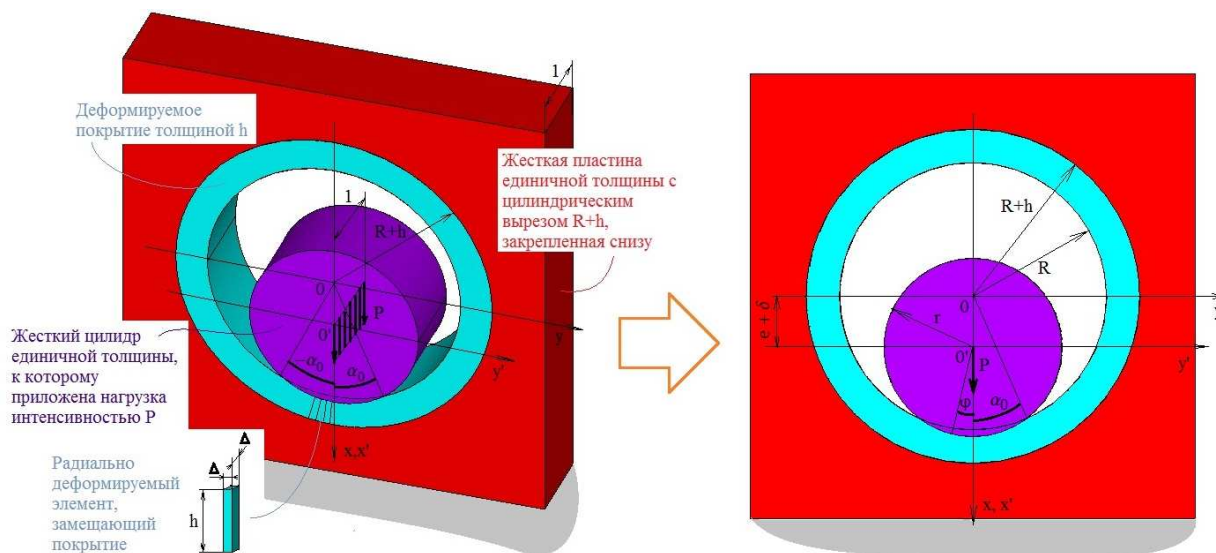 Деформируемое
покрытие толщиной h
Жесткий цилиндр
единичной толщины,
к которому
приложена нагрузка
интенсивностью P
Радиально
деформируемый
элемент,
замещающий
покрытие
h
Δ
Δ
1
R+h
0
0'
P
-α₀
α₀
y
y'
x,x'
1
Жесткая пластина
единичной толщины с
цилиндрическим
вырезом R+h,
закрепленная снизу
R+h
R
0
r
e + δ
0'
P
φ
α₀
y
y'
x, x'